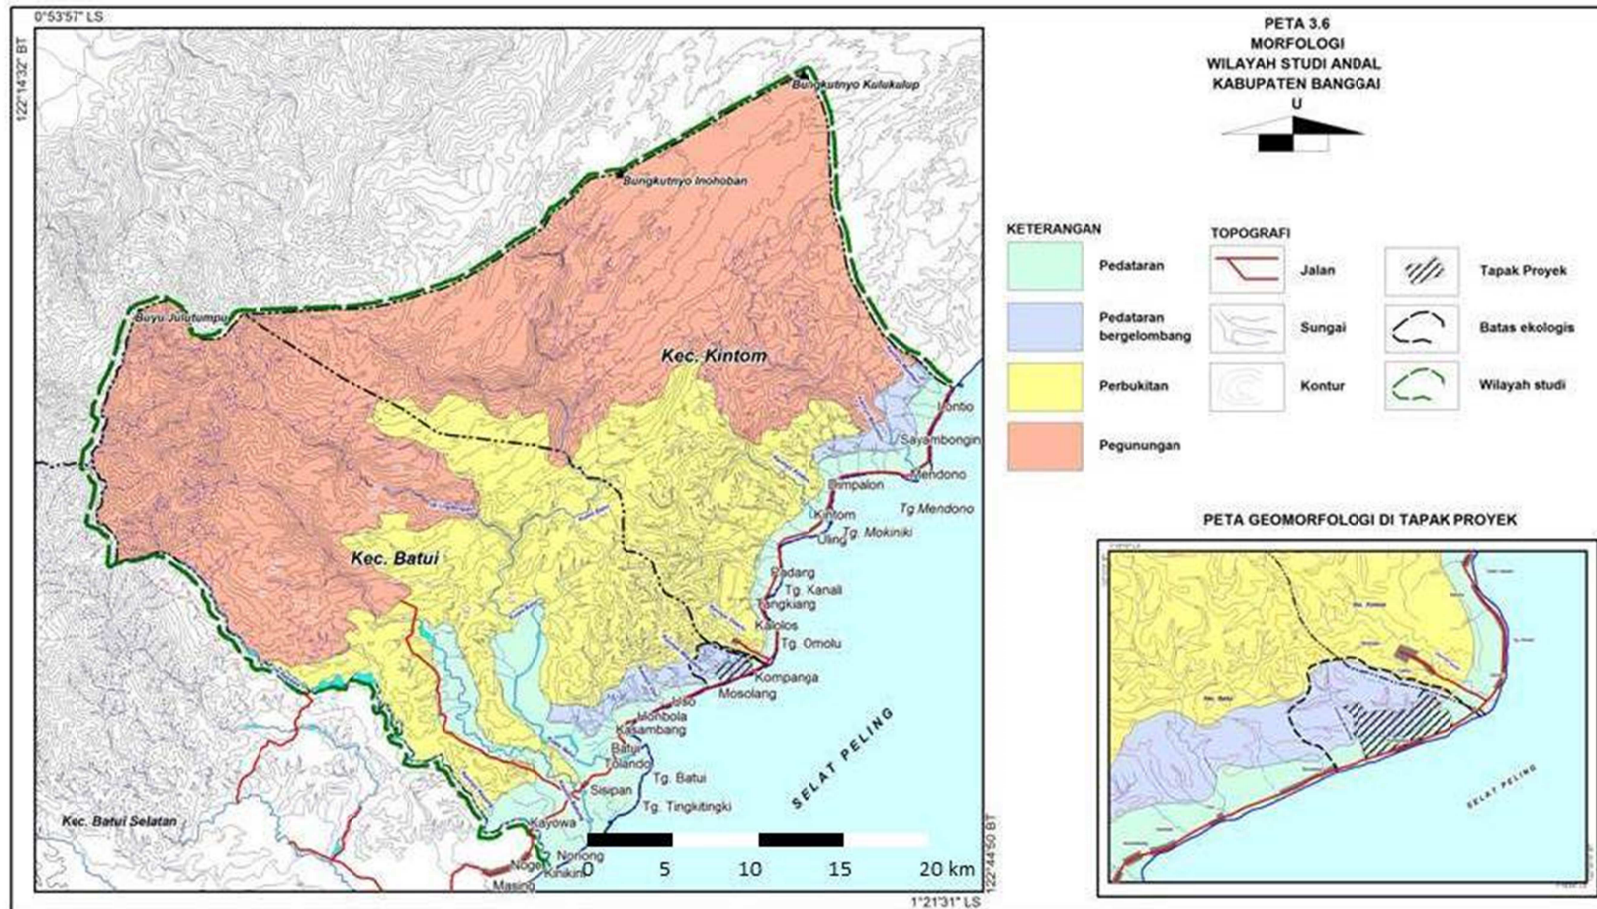 0°53'57" LS
122°14'32" BT
Bungkutnyo Kulukulup
Bungkutnyo Inohoban
Buyu Julutumpu
Kec. Kintom
Lontio
Sayambongin
Mendono
Dimpalon
Tg Mendono
Kintom
Tg. Mokiniki
Uling
Kec. Batui
Padang
Tg. Kanali
Tangkiang
Kalolos
Tg. Omolu
Kompanga
Mosolang
Uso
Honbola
Kasambang
Batui
Tolando
Tg. Batui
Sisipan
Tg. Tingkitingki
SELAT PELING
Kec. Batui Selatan
Kayowa
Nonong
Noge
Kinikini
Masing
0 5 10 15 20 km
122°44'50 BT
1°21'31" LS
PETA 3.6
MORFOLOGI
WILAYAH STUDI ANDAL
KABUPATEN BANGGAI
U
KETERANGAN
Pedataran
Pedataran
bergelombang
Perbukitan
Pegunungan
TOPOGRAFI
Jalan
Sungai
Kontur
Tapak Proyek
Batas ekologis
Wilayah studi
PETA GEOMORFOLOGI DI TAPAK PROYEK
SELAT PELING